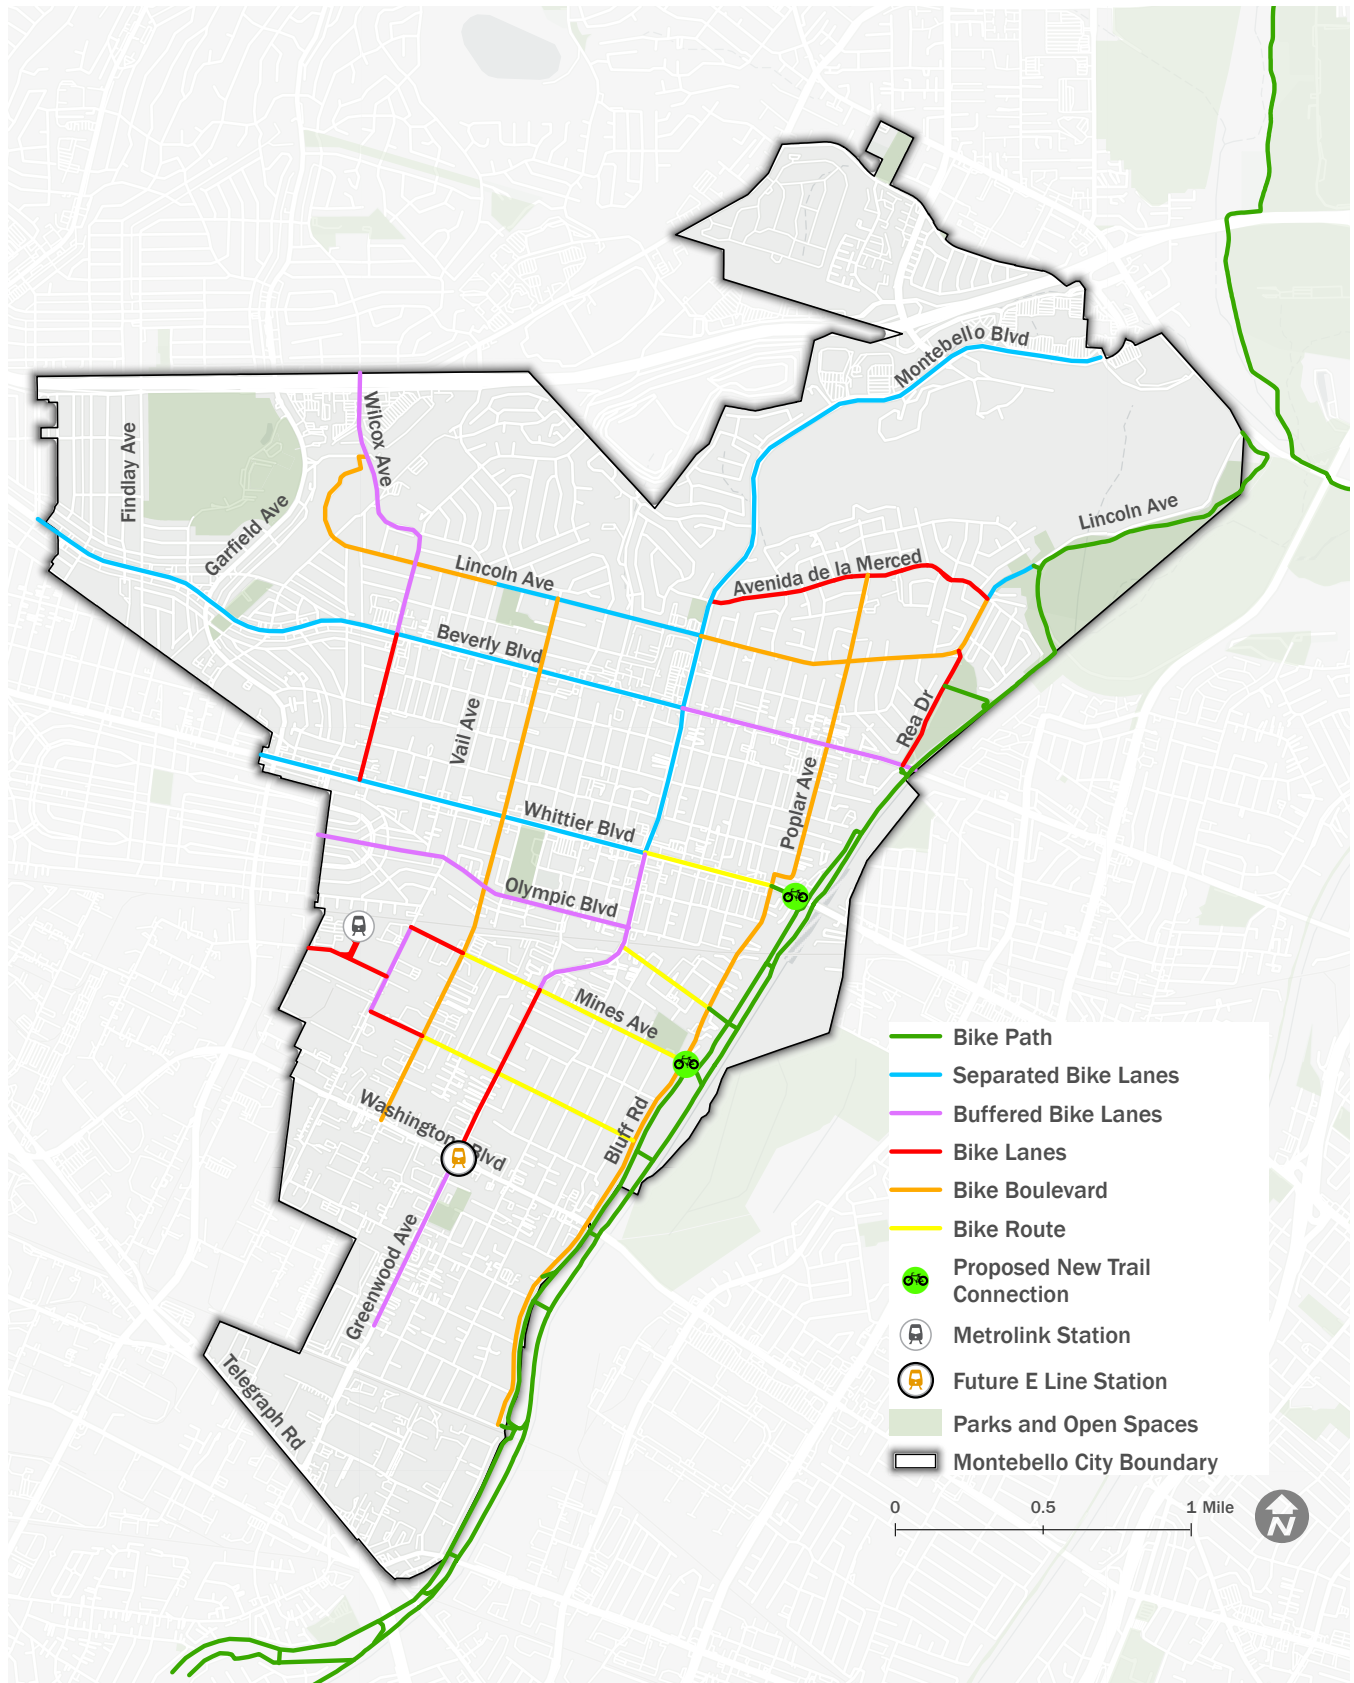 Montebello Blvd
Wilcox Ave
Findlay Ave
Garfield Ave
Lincoln Ave
Lincoln Ave
Avenida de la Merced
Beverly Blvd
Rea Dr
Vail Ave
Poplar Ave
Whittier Blvd
Olympic Blvd
Mines Ave
Washington Blvd
Bluff Rd
Greenwood Ave
Telegraph Rd
Bike Path
Separated Bike Lanes
Buffered Bike Lanes
Bike Lanes
Bike Boulevard
Bike Route
Proposed New Trail
Connection
Metrolink Station
Future E Line Station
Parks and Open Spaces
Montebello City Boundary
0 0.5 1 Mile
N